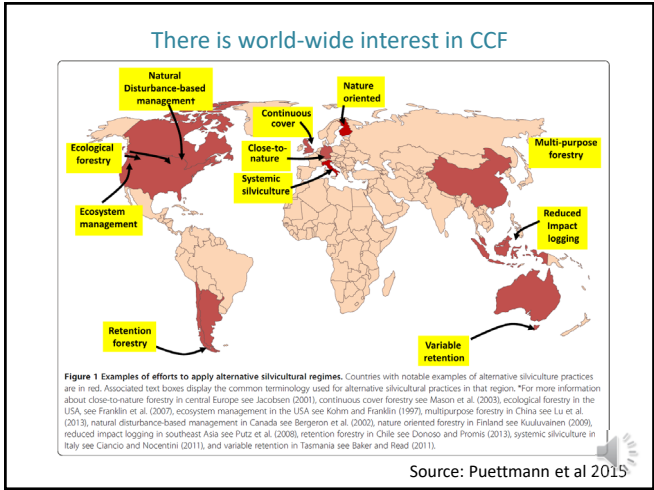 There is world-wide interest in CCF
Natural
Disturbance-based
management†
Nature
oriented
Continuous
cover
Ecological
forestry
Close-to-
nature
Multi-purpose
forestry
Systemic
silviculture
Ecosystem
management
Reduced
Impact
logging
Retention
forestry
Variable
retention
Figure 1 Examples of efforts to apply alternative silvicultural regimes. Countries with notable examples of alternative silviculture practices
are in red. Associated text boxes display the common terminology used for alternative silvicultural practices in that region. *For more information
about close-to-nature forestry in central Europe see Jacobsen (2001), continuous cover forestry see Mason et al. (2003), ecological forestry in the
USA, see Franklin et al. (2007), ecosystem management in the USA see Kohm and Franklin (1997), multipurpose forestry in China see Lu et al.
(2013), natural disturbance-based management in Canada see Bergeron et al. (2002), nature oriented forestry in Finland see Kuuluvainen (2009),
reduced impact logging in southeast Asia see Putz et al. (2008), retention forestry in Chile see Donoso and Promis (2013), systemic silviculture in
Italy see Ciancio and Nocentini (2011), and variable retention in Tasmania see Baker and Read (2011).
Source: Puettmann et al 2015